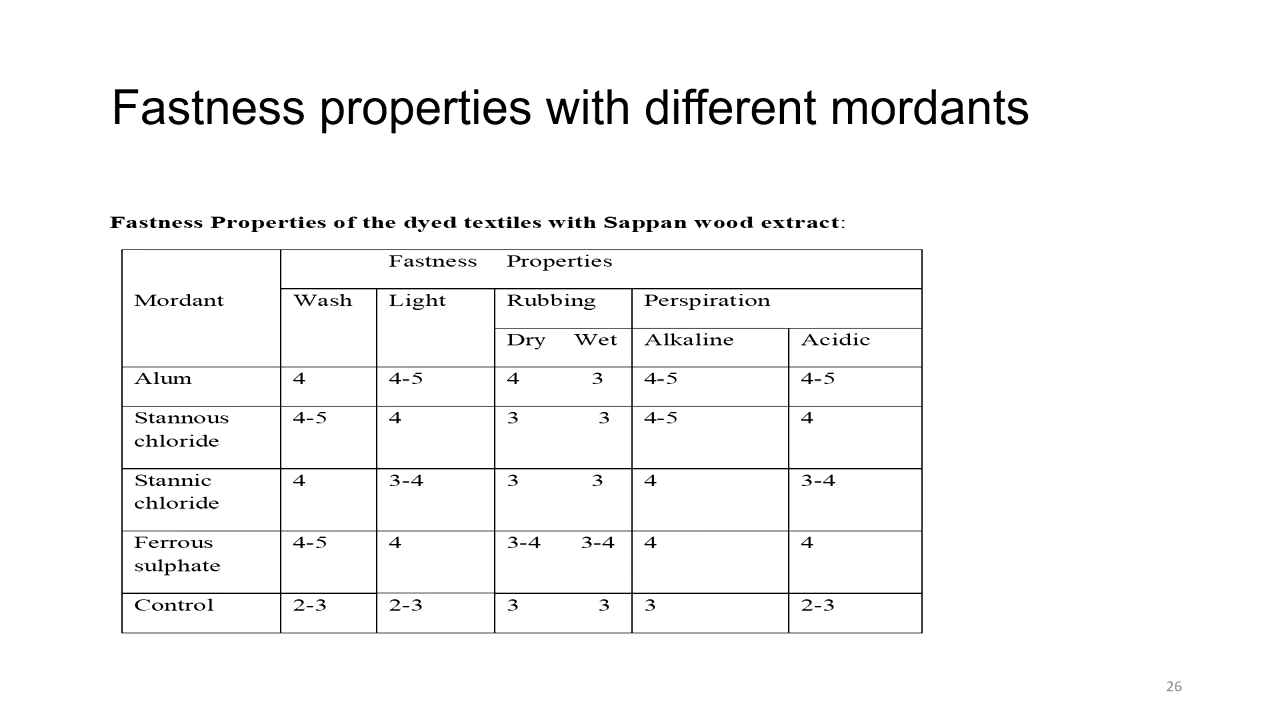 Fastness properties with different mordants
Fastness Properties of the dyed textiles with Sappan wood extract:
Fastness Properties
Mordant Wash Light Rubbing Perspiration
Dry Wet Alkaline Acidic
Alum 4 4-5 4 3 4-5 4-5
Stannous 4-5 4 3 3 4-5 4
chloride
Stannic 4 3-4 3 3 4 3-4
chloride
Ferrous 4-5 4 3-4 3-4 4 4
sulphate
Control 2-3 2-3 3 3 3 2-3
26